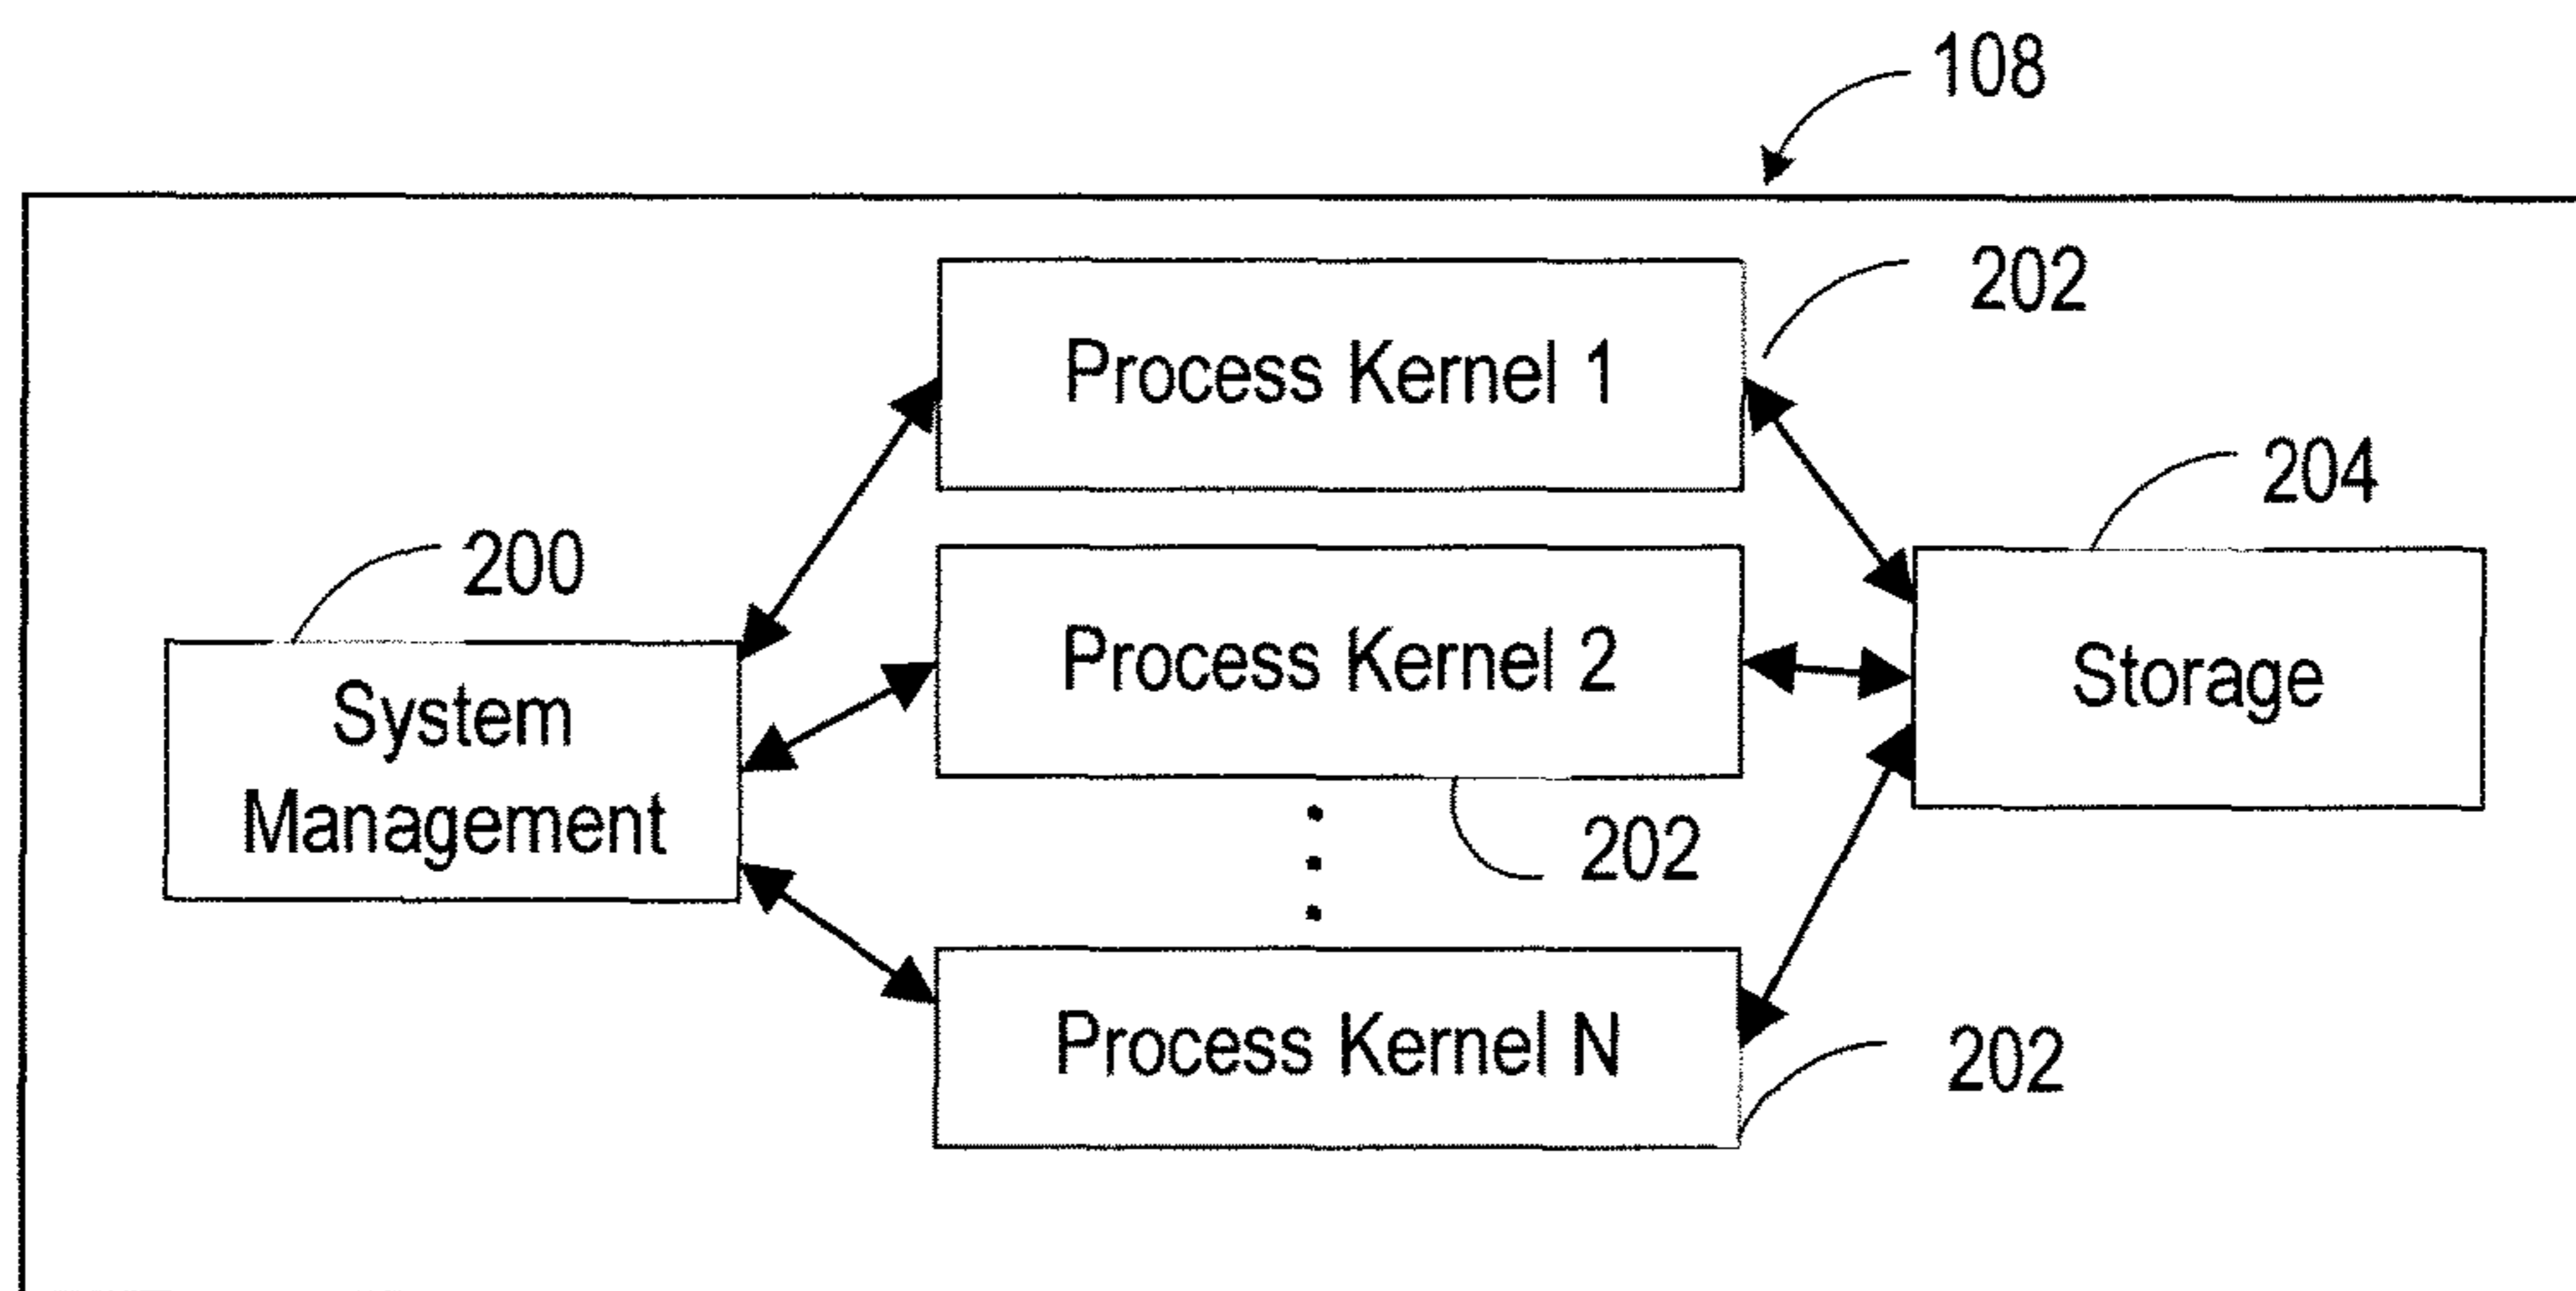 108
Process Kernel 1
202
204
200
Process Kernel 2
Storage
System
Management
202
Process Kernel N
202